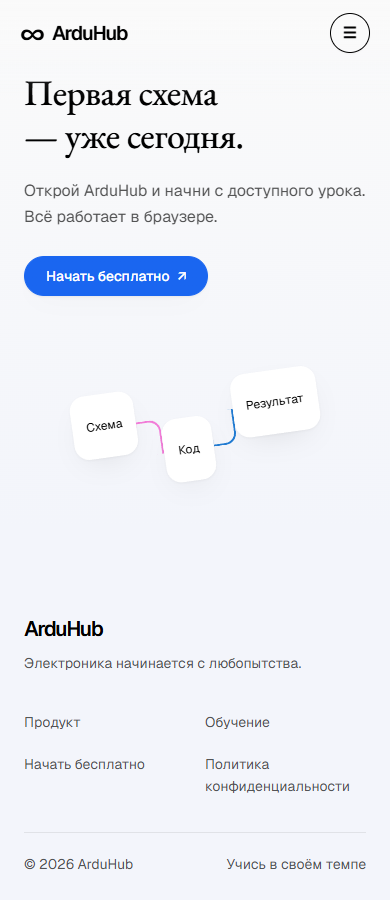 ArduHub
Первая схема
— уже сегодня.
Открой ArduHub и начни с доступного урока.
Всё работает в браузере.
Начать бесплатно
Схема
Код
Результат
ArduHub
Электроника начинается с любопытства.
Продукт
Обучение
Начать бесплатно
Политика
конфиденциальности
© 2026 ArduHub
Учись в своём темпе